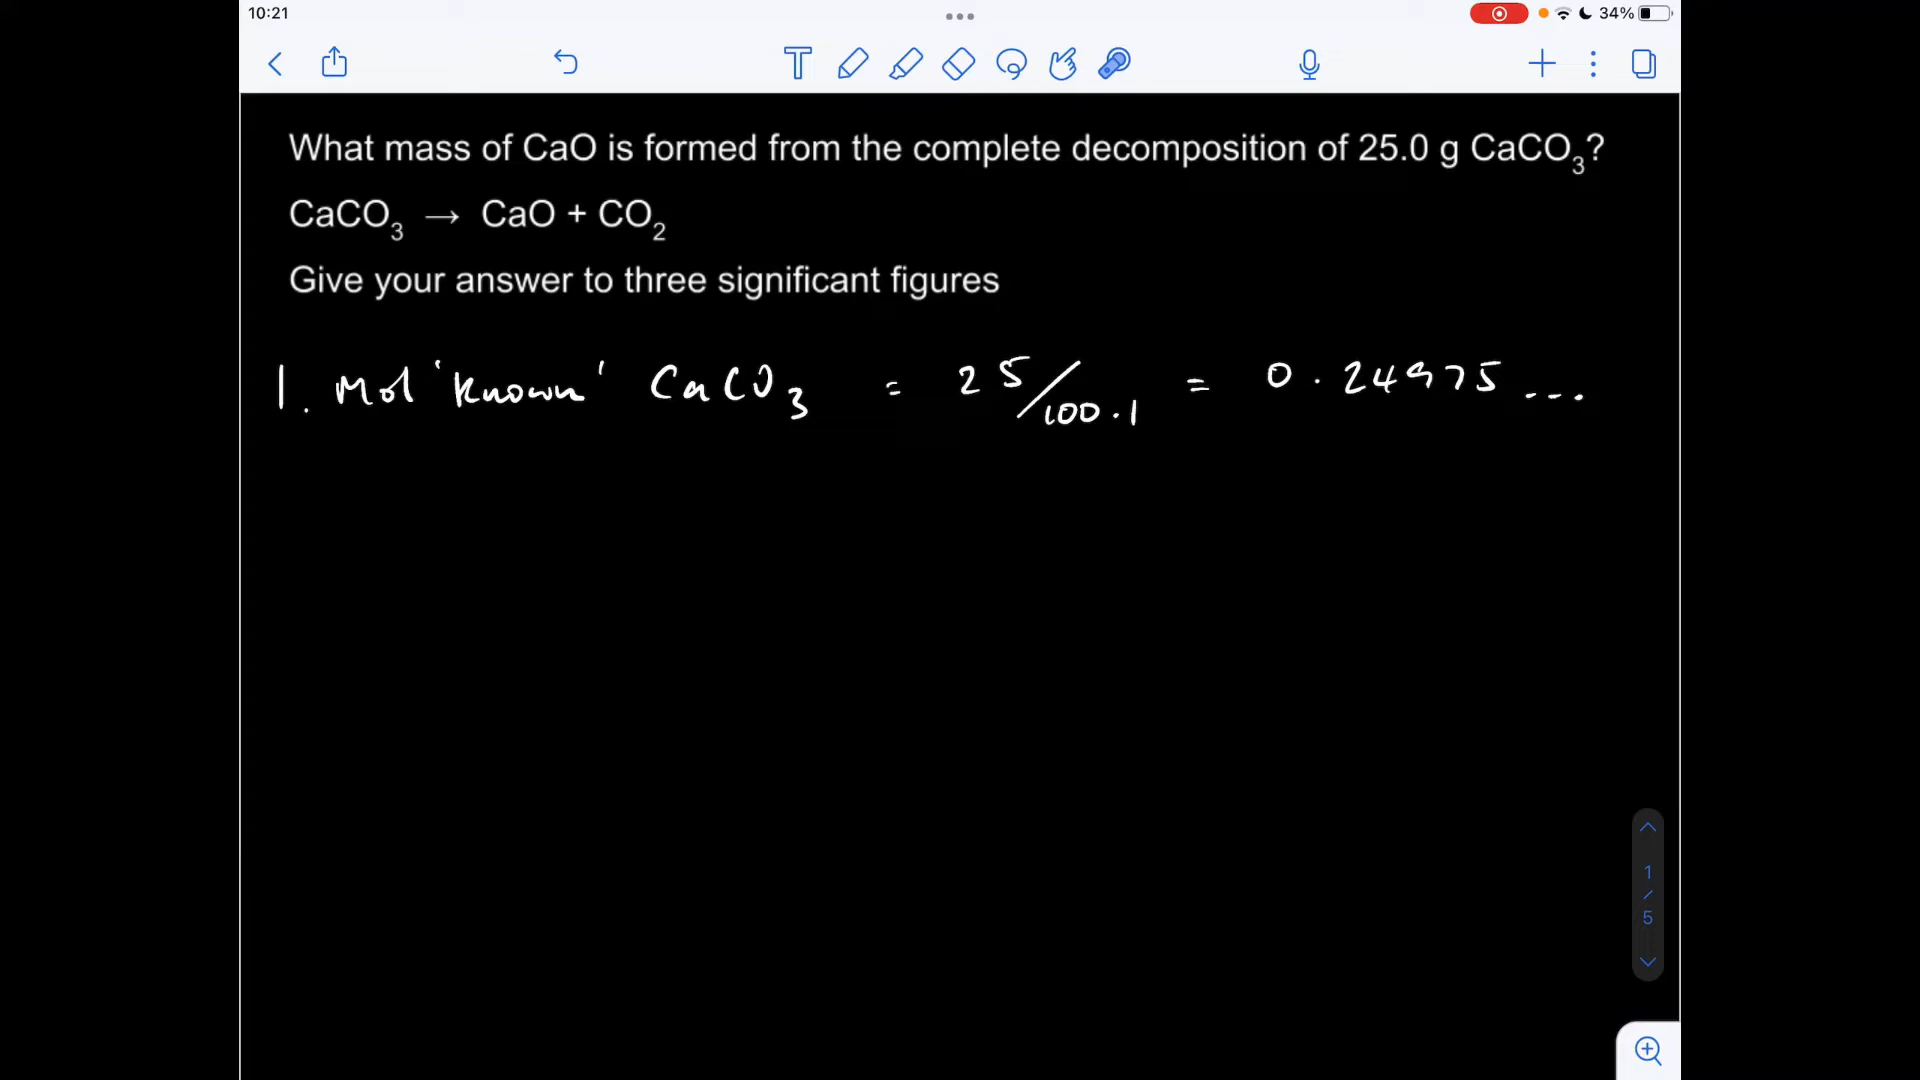 10:21
34%
What mass of CaO is formed from the complete decomposition of 25.0 g CaCO₃?
CaCO₃ → CaO + CO₂
Give your answer to three significant figures
1. Mol 'known' CaCO₃ = 25/100.1 = 0.24975...
1
/
5